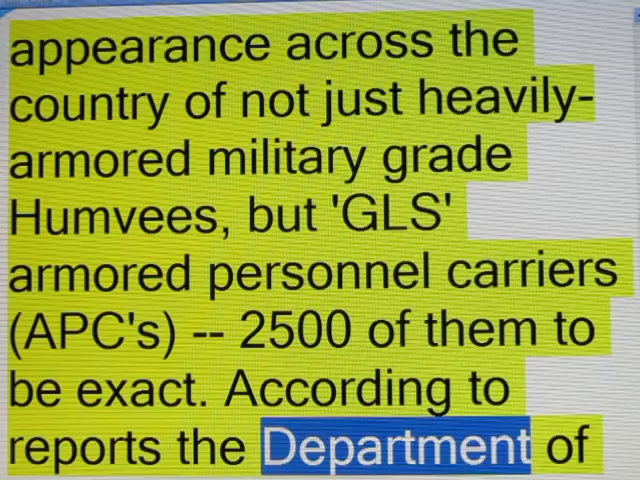 appearance across the
country of not just heavily-
armored military grade
Humvees, but 'GLS'
armored personnel carriers
(APC's) -- 2500 of them to
be exact. According to
reports the Department of